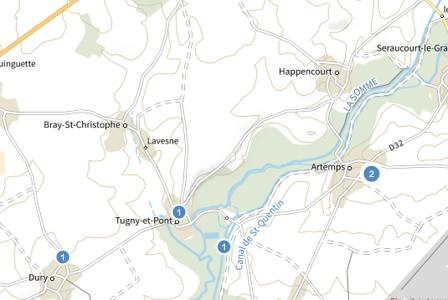 Seraucourt-le-Gra
uinguette
Happencourt
LA SOMME
Bray-St-Christophe
Lavesne
D32
Artemps
2
1
Tugny-et-Pont
Canal de St-Quentin
1
1
Dury